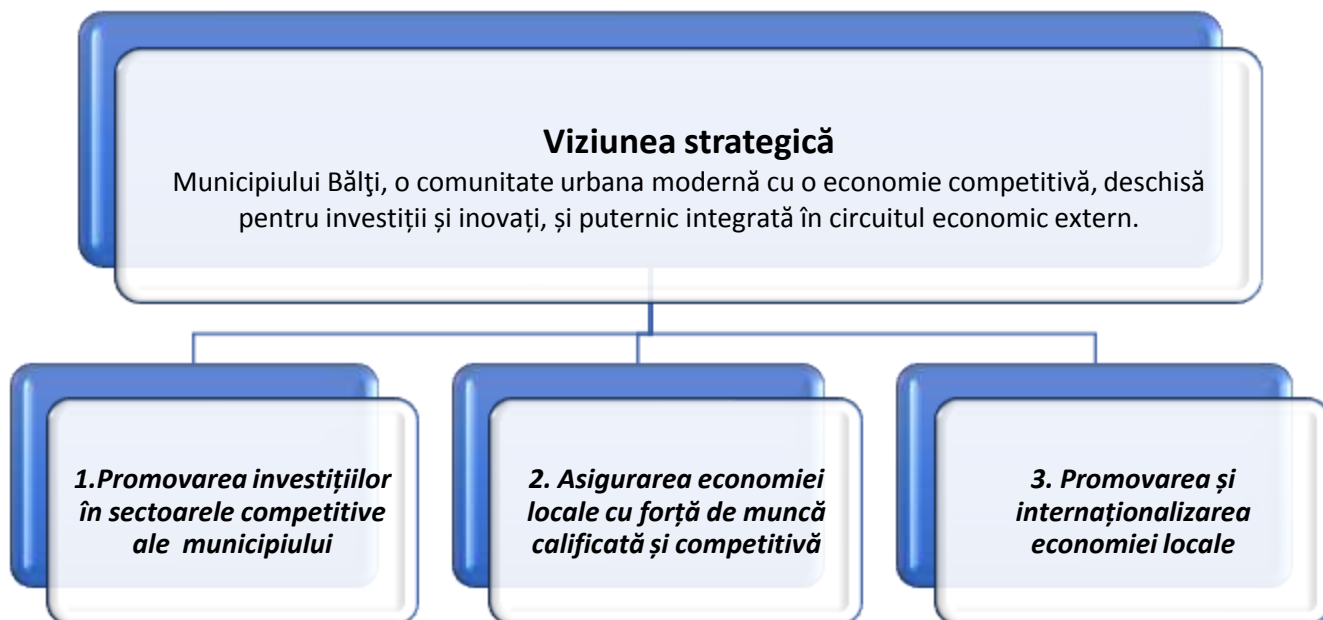 Viziunea strategică
Municipiului Bălţi, o comunitate urbana modernă cu o economie competitivă, deschisă
pentru investiții și inovați, și puternic integrată în circuitul economic extern.
1.Promovarea investițiilor
în sectoarele competitive
ale municipiului
2. Asigurarea economiei
locale cu forță de muncă
calificată și competitivă
3. Promovarea și
internaționalizarea
economiei locale